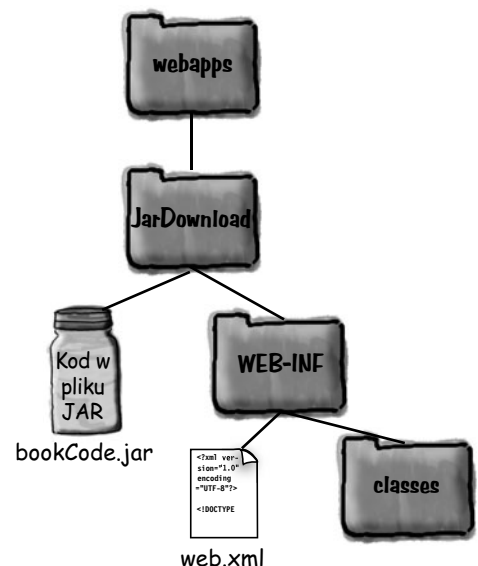 webapps
JarDownload
Kod w
pliku
JAR
bookCode.jar
WEB-INF
<?xml ver-
sion="1.0"
encoding
="UTF-8"?>
<!DOCTYPE
web.xml
classes